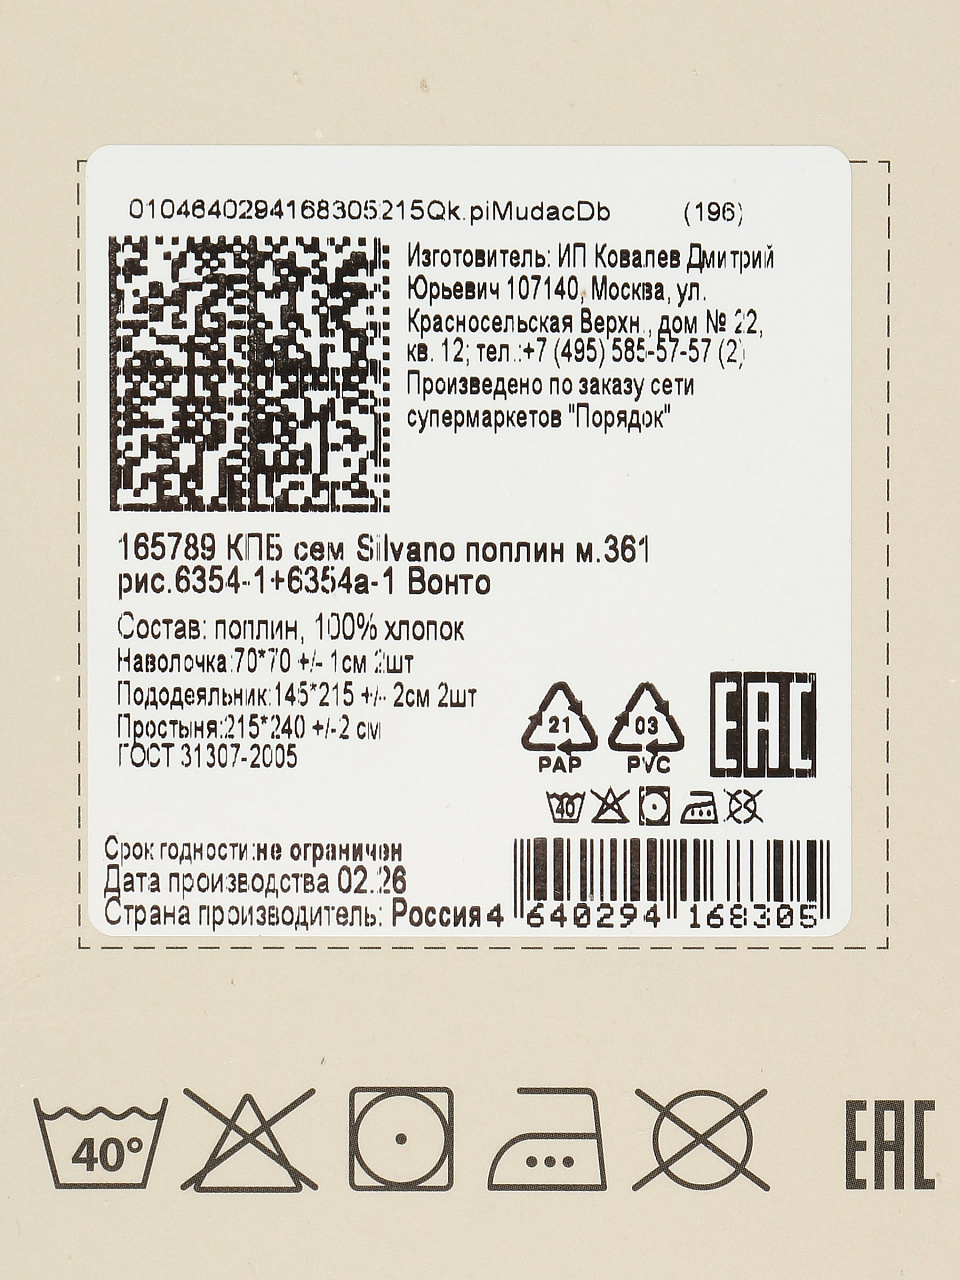 0104640294168305215Qk.piMudacDb (196)
Изготовитель: ИП Ковалев Дмитрий
Юрьевич 107140, Москва, ул.
Красносельская Верхн., дом № 22,
кв. 12; тел.:+7 (495) 585-57-57 (2)
Произведено по заказу сети
супермаркетов "Порядок"
165789 КПБ сем Silvano поплин м.361
рис.6354-1+6354а-1 Вонто
Состав: поплин, 100% хлопок
Наволочка:70*70 +/- 1см 2шт
Пододеяльник:145*215 +/- 2см 2шт
Простыня:215*240 +/-2 см
ГОСТ 31307-2005
21 03 EAC
PAP PVC
40
Срок годности:не ограничен
Дата производства 02.26
Страна производитель: Россия
4 640294 168305
40° EAC